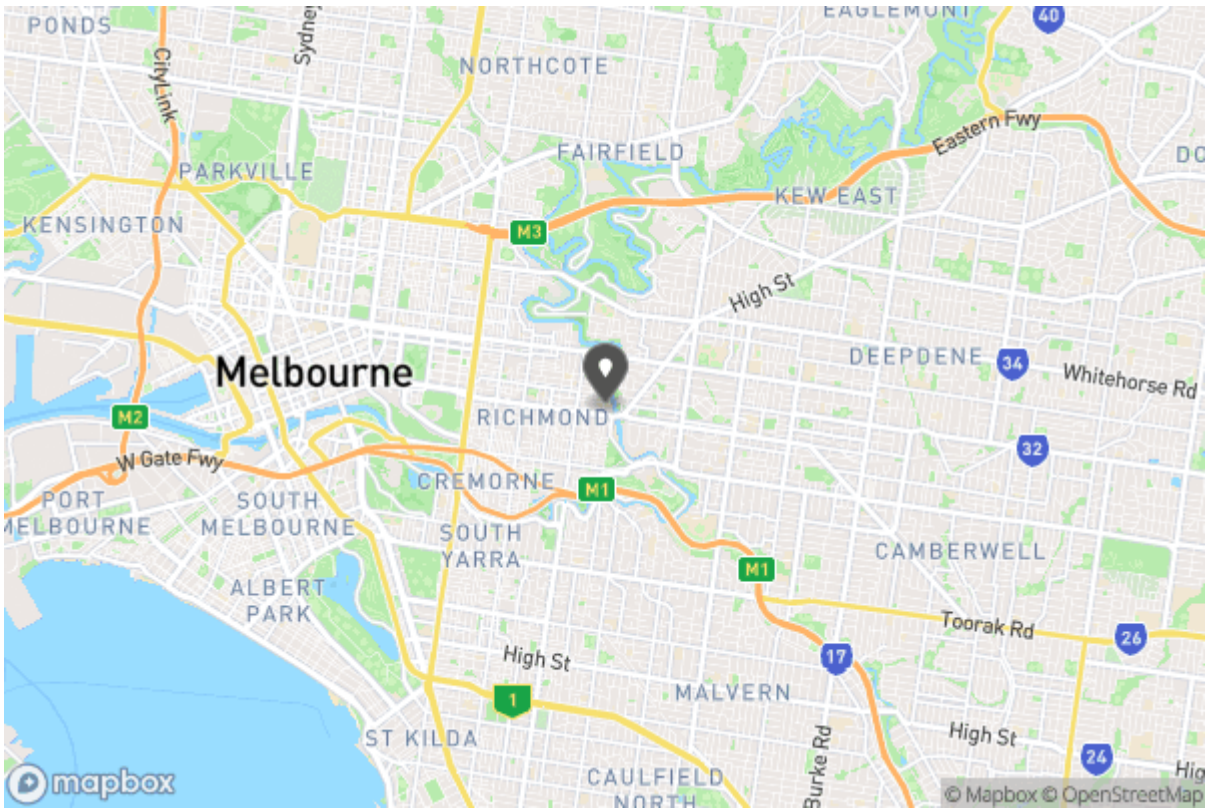 PONDS
Sydney
EAGLEMONT
40
CityLink
NORTHCOTE
Eastern Fwy
FAIRFIELD
DO
PARKVILLE
KEW EAST
KENSINGTON
M3
High St
DEEPDENE
34
Melbourne
Whitehorse Rd
M2
RICHMOND
32
W Gate Fwy
CREMORNE
M1
PORT
MELBOURNE
SOUTH
MELBOURNE
SOUTH
YARRA
CAMBERWELL
M1
ALBERT
PARK
Toorak Rd
26
High St
17
MALVERN
1
ST KILDA
High St
24
Burke Rd
Hig
CAULFIELD
NORTH
mapbox
© Mapbox © OpenStreetMap